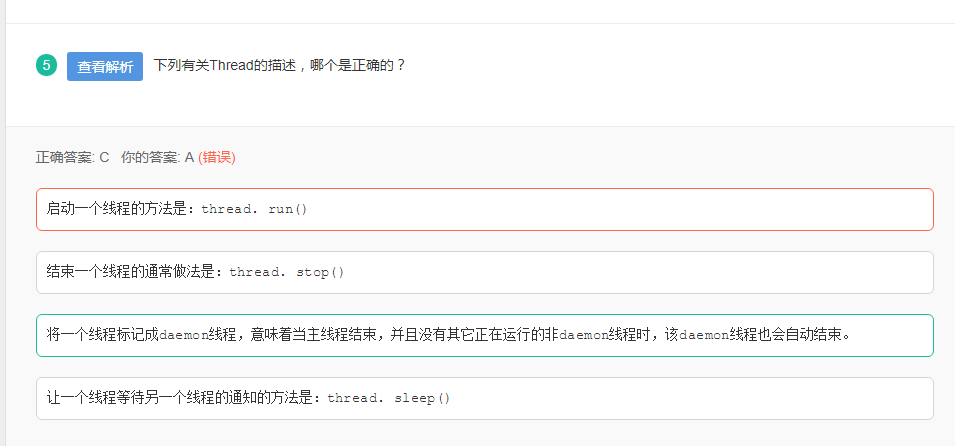 5 查看解析 下列有关Thread的描述，哪个是正确的？
正确答案: C 你的答案: A (错误)
启动一个线程的方法是：thread. run()
结束一个线程的通常做法是：thread. stop()
将一个线程标记成daemon线程，意味着当主线程结束，并且没有其它正在运行的非daemon线程时，该daemon线程也会自动结束。
让一个线程等待另一个线程的通知的方法是：thread. sleep()